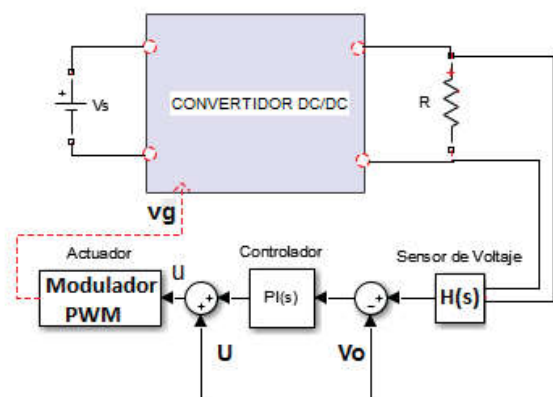 +
Vs
CONVERTIDOR DC/DC
+
R
vg
Actuador
Controlador
Sensor de Voltaje
Modulador
PWM
u
+
+
PI(s)
−
−
H(s)
U
Vo